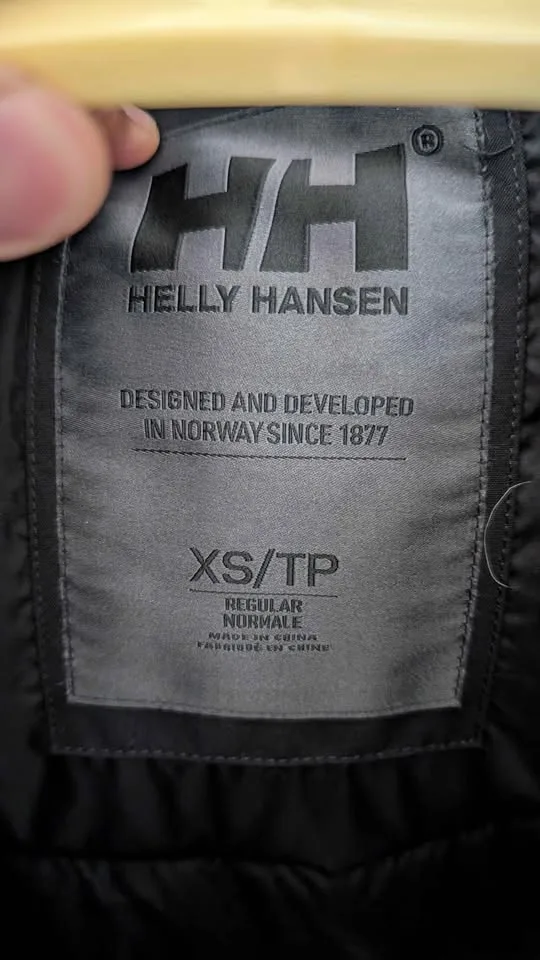 HH®
HELLY HANSEN
DESIGNED AND DEVELOPED
IN NORWAY SINCE 1877
XS/TP
REGULAR
NORMALE
MADE IN CHINA
FABRIQUÉ EN CHINE